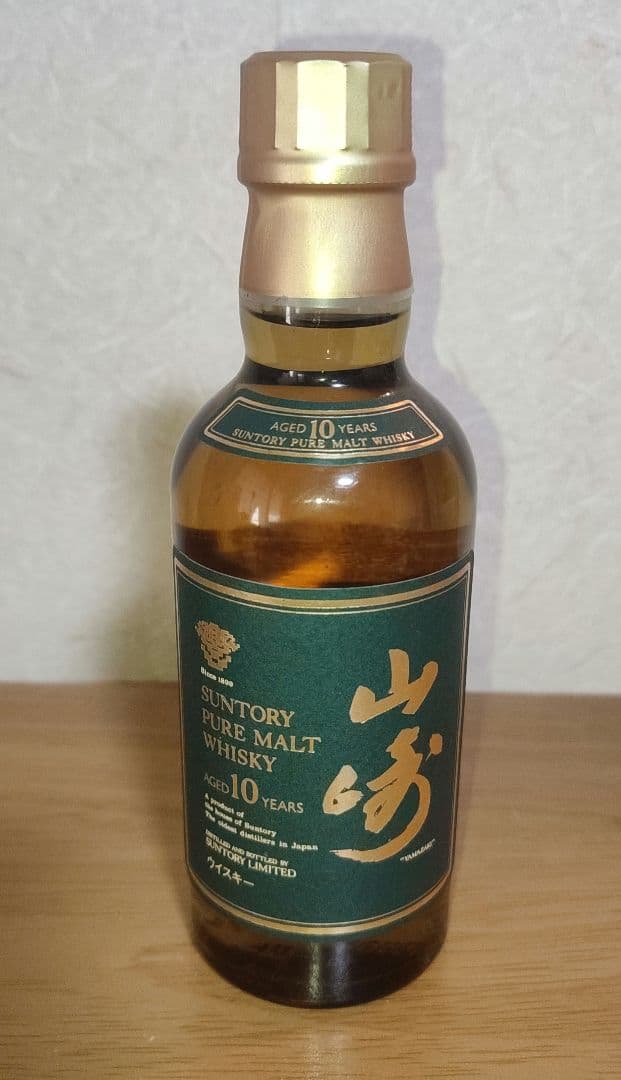 AGED 10 YEARS
SUNTORY PURE MALT WHISKY
Since 1899
SUNTORY
PURE MALT
WHISKY
AGED 10 YEARS
A product of
the house of Suntory
The oldest distillers in Japan
DISTILLED AND BOTTLED BY
SUNTORY LIMITED
ウイスキー
山崎
"YAMAZAKI"